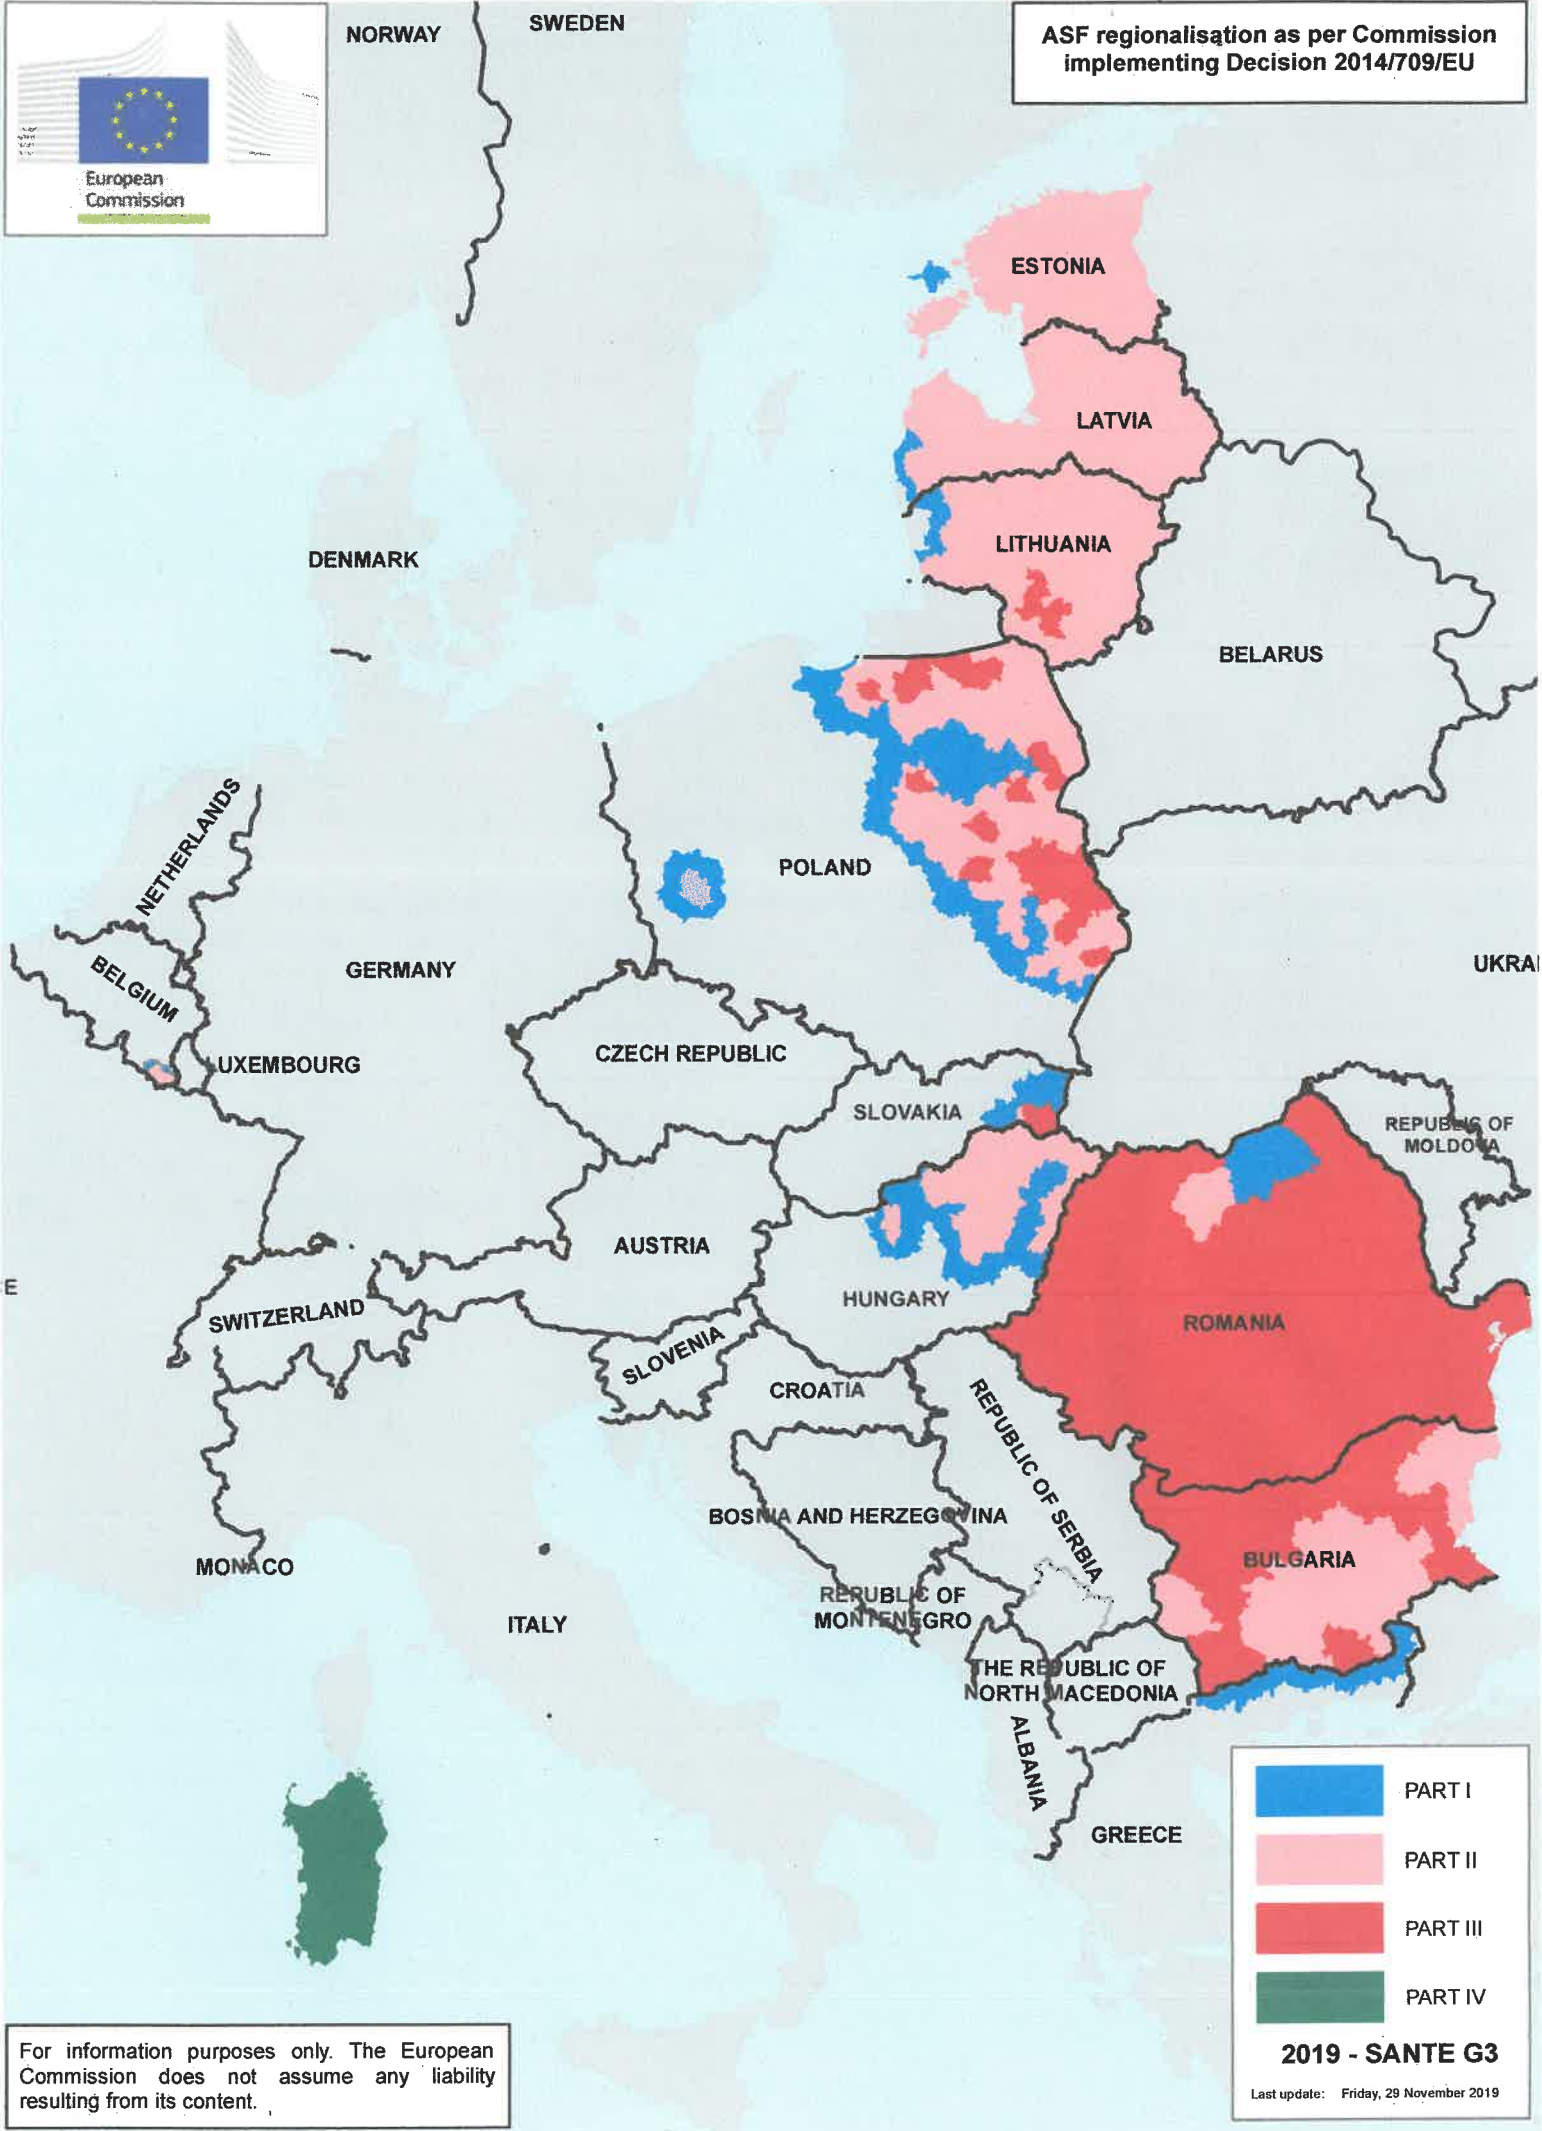 European
Commission
NORWAY
SWEDEN
ASF regionalisation as per Commission
implementing Decision 2014/709/EU
ESTONIA
LATVIA
LITHUANIA
DENMARK
BELARUS
NETHERLANDS
POLAND
BELGIUM
GERMANY
UKRAI
CZECH REPUBLIC
UXEMBOURG
SLOVAKIA
REPUBLIC OF
MOLDOVA
AUSTRIA
E
HUNGARY
SWITZERLAND
ROMANIA
SLOVENIA
CROATIA
REPUBLIC OF SERBIA
BOSNIA AND HERZEGOVINA
BULGARIA
MONACO
REPUBLIC OF
MONTENEGRO
ITALY
THE REPUBLIC OF
NORTH MACEDONIA
ALBANIA
GREECE
PART I
PART II
PART III
PART IV
2019 - SANTE G3
Last update: Friday, 29 November 2019
For information purposes only. The European
Commission does not assume any liability
resulting from its content.